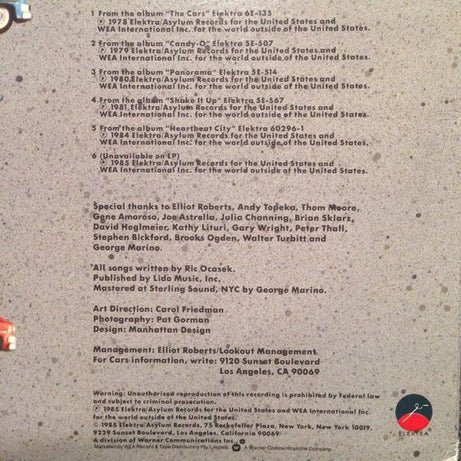 1 From the album "The Cars" Elektra 6E-135
℗ 1978 Elektra/Asylum Records for the United States and
WEA International Inc. for the world outside of the United States.
2 From the album "Candy-O" Elektra 5E-507
℗ 1979 Elektra/Asylum Records for the United States and
WEA International Inc. for the world outside of the United States.
3 From the album "Panorama" Elektra 5E-514
℗ 1980 Elektra/Asylum Records for the United States and
WEA International Inc. for the world outside of the United States.
4 From the album "Shake It Up" Elektra 5E-567
℗ 1981 Elektra/Asylum Records for the United States and
WEA International Inc. for the world outside of the United States.
5 From the album "Heartbeat City" Elektra 60296-1
℗ 1984 Elektra/Asylum Records for the United States and
WEA International Inc. for the world outside of the United States.
6 (Unavailable on LP)
℗ 1985 Elektra/Asylum Records for the United States and
WEA International Inc. for the world outside of the United States.
Special thanks to Elliot Roberts, Andy Topeka, Thom Moore,
Gene Amoroso, Joe Astrella, Julia Channing, Brian Sklarz,
David Heglmeier, Kathy Lituri, Gary Wright, Peter Thall,
Stephen Bickford, Brooks Ogden, Walter Turbitt and
George Marino.
All songs written by Ric Ocasek.
Published by Lido Music, Inc.
Mastered at Sterling Sound, NYC by George Marino.
Art Direction: Carol Friedman
Photography: Pat Gorman
Design: Manhattan Design
Management: Elliot Roberts/Lookout Management
For Cars information, write: 9120 Sunset Boulevard
Los Angeles, CA 90069
Warning: Unauthorized reproduction of this recording is prohibited by Federal law
and subject to criminal prosecution.
℗ 1985 Elektra/Asylum Records for the United States and WEA International Inc. for
the world outside of the United States.
© 1985 Elektra/Asylum Records, 75 Rockefeller Plaza, New York, New York 10019,
9229 Sunset Boulevard, Los Angeles, California 90069
A division of Warner Communications Inc.
Marketed by WEA Record & Tape Distributors Pty. Limited. A Warner Communications Company.
ELEKTRA